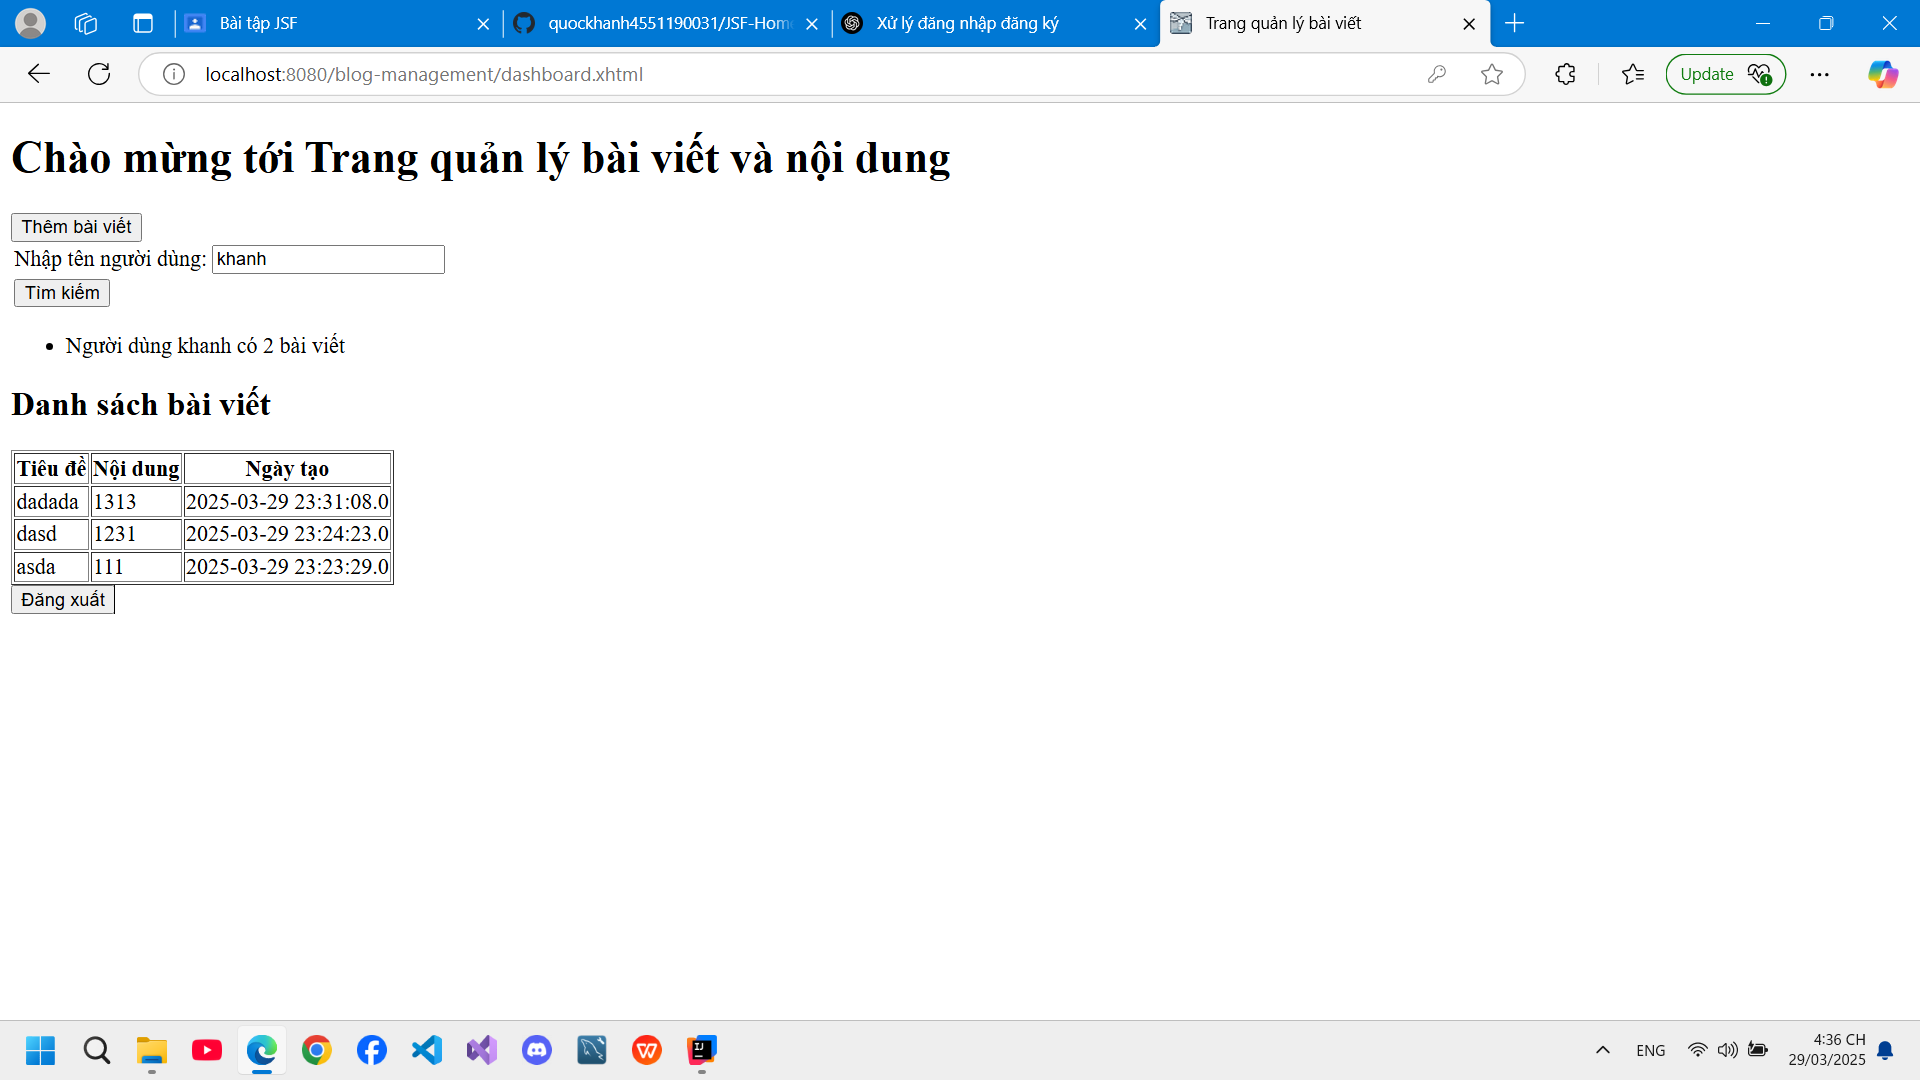 Bài tập JSF
quockhanh4551190031/JSF-Hom
Xử lý đăng nhập đăng ký
Trang quản lý bài viết
localhost:8080/blog-management/dashboard.xhtml
Update
Chào mừng tới Trang quản lý bài viết và nội dung
Thêm bài viết
Nhập tên người dùng: khanh
Tìm kiếm
Người dùng khanh có 2 bài viết
Danh sách bài viết
Tiêu đề Nội dung Ngày tạo
dadada 1313 2025-03-29 23:31:08.0
dasd 1231 2025-03-29 23:24:23.0
asda 111 2025-03-29 23:23:29.0
Đăng xuất
ENG
4:36 CH
29/03/2025